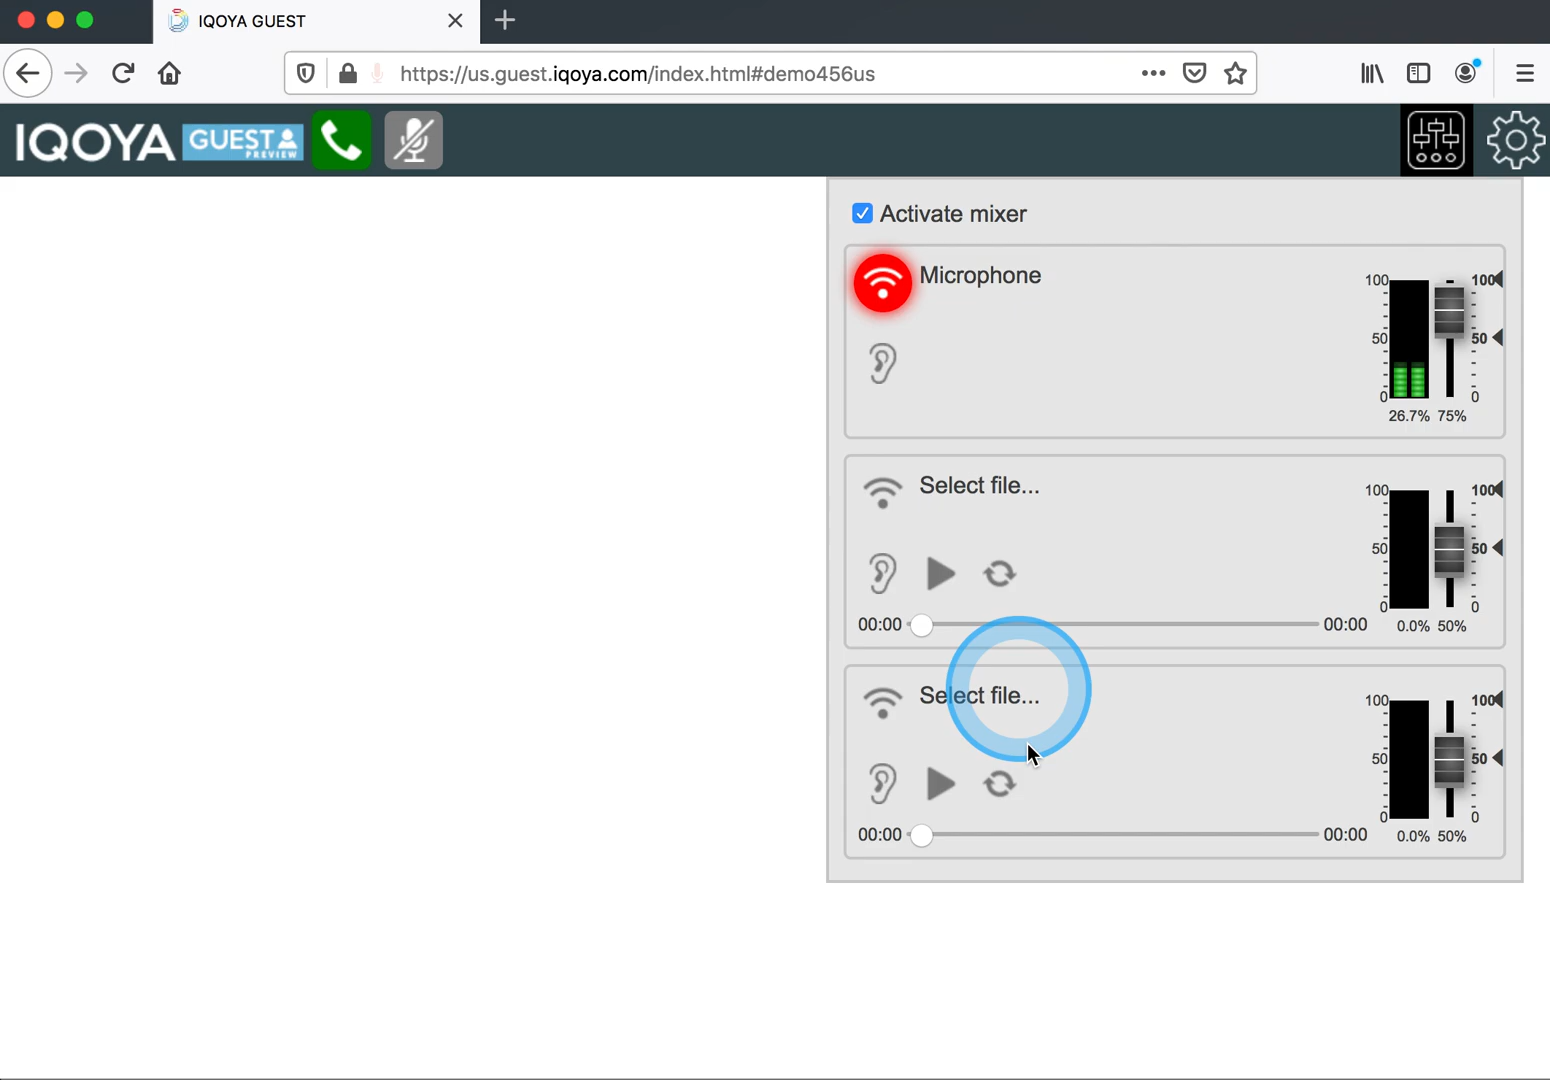 IQOYA GUEST
https://us.guest.iqoya.com/index.html#demo456us
IQOYA GUEST PREVIEW
Activate mixer
Microphone
100 100
50 50
0 0
26.7% 75%
Select file...
100 100
50 50
0 0
00:00 00:00 0.0% 50%
Select file...
100 100
50 50
0 0
00:00 00:00 0.0% 50%